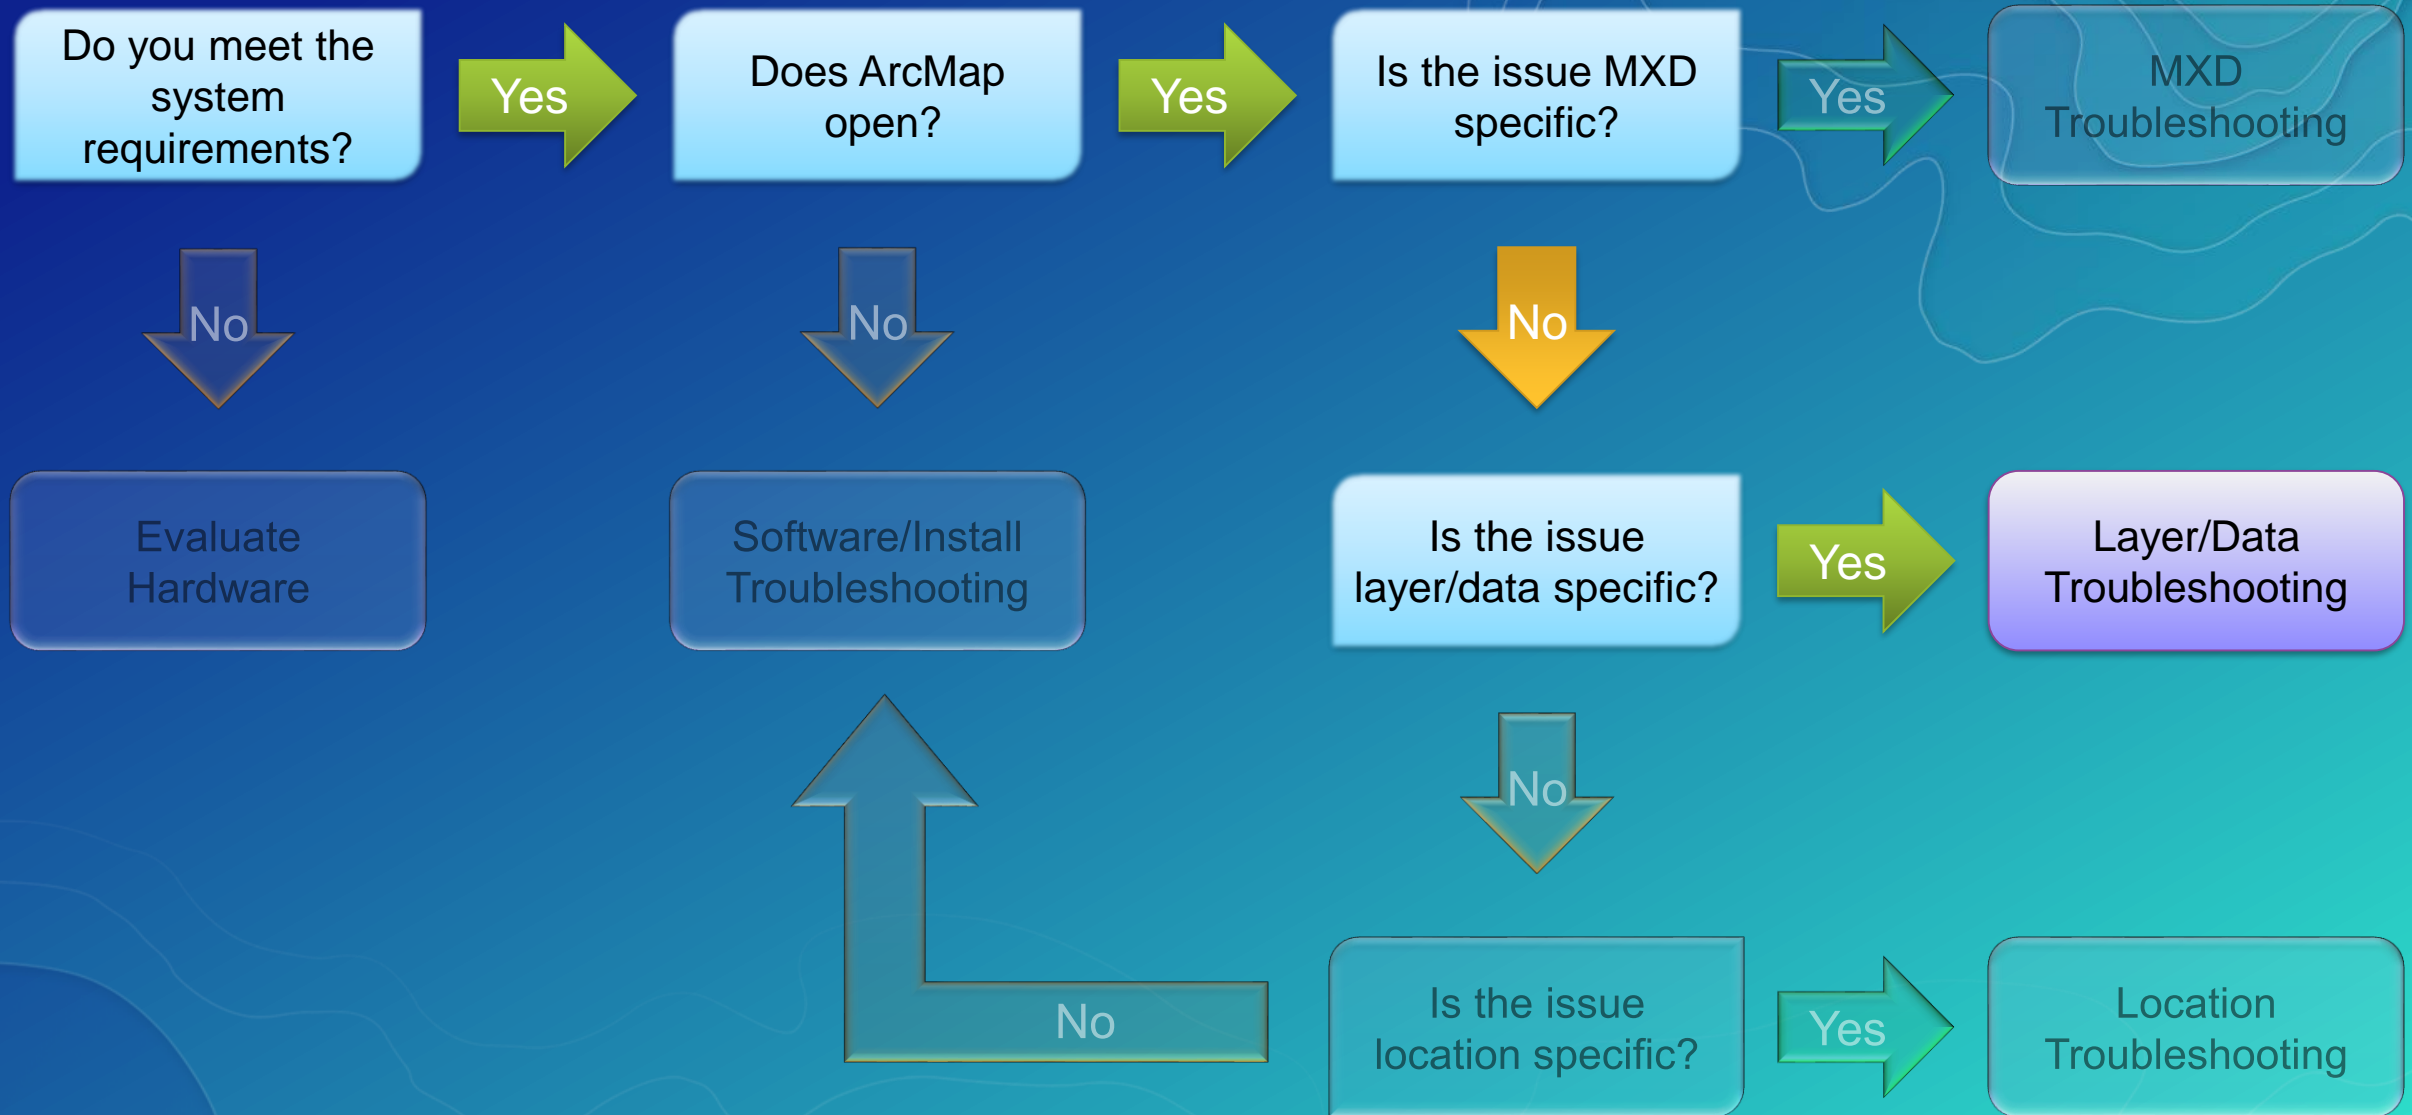 Do you meet the
system
requirements?
Yes
Does ArcMap
open?
Yes
Is the issue MXD
specific?
Yes
MXD
Troubleshooting
No
No
No
Evaluate
Hardware
Software/Install
Troubleshooting
Is the issue
layer/data specific?
Yes
Layer/Data
Troubleshooting
No
No
Is the issue
location specific?
Yes
Location
Troubleshooting